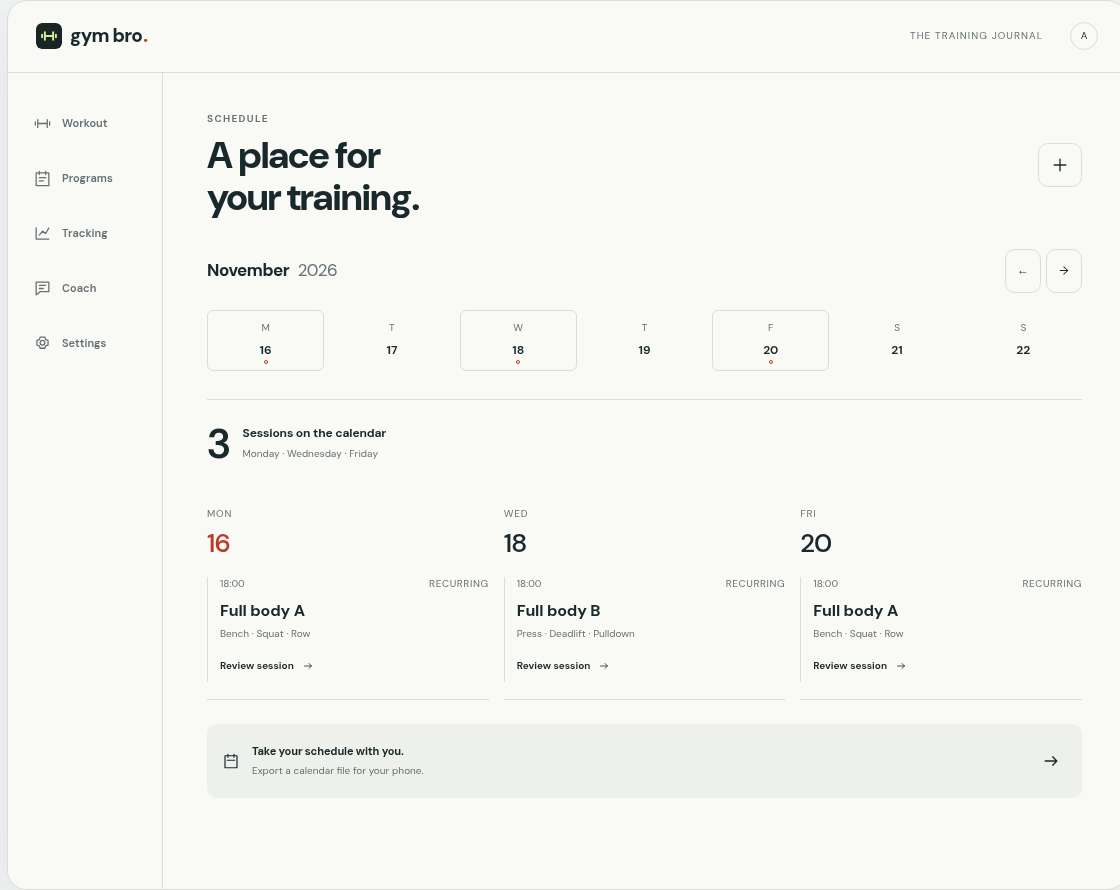 gym bro.
THE TRAINING JOURNAL
A
Workout
Programs
Tracking
Coach
Settings
SCHEDULE
A place for
your training.
November 2026
← →
M T W T F S S
16 17 18 19 20 21 22
3
Sessions on the calendar
Monday · Wednesday · Friday
MON
16
18:00 RECURRING
Full body A
Bench · Squat · Row
Review session →
WED
18
18:00 RECURRING
Full body B
Press · Deadlift · Pulldown
Review session →
FRI
20
18:00 RECURRING
Full body A
Bench · Squat · Row
Review session →
Take your schedule with you.
Export a calendar file for your phone.